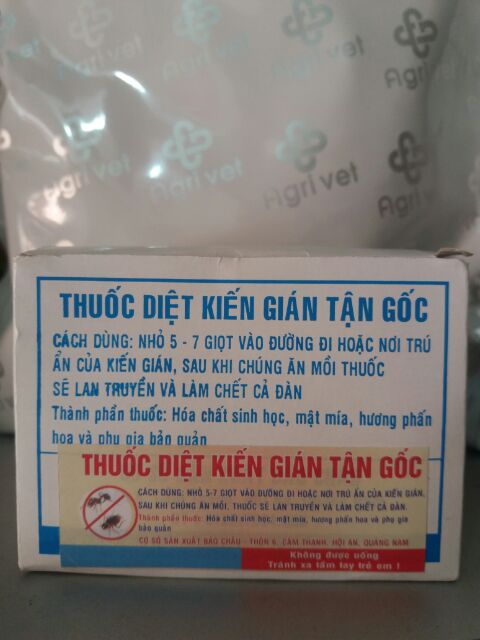 Agri vet
Agri vet
Agri vet
Agri vet
Agri vet
Agri vet
THUỐC DIỆT KIẾN GIÁN TẬN GỐC
CÁCH DÙNG: NHỎ 5 - 7 GIỌT VÀO ĐƯỜNG ĐI HOẶC NƠI TRÚ
ẨN CỦA KIẾN GIÁN, SAU KHI CHÚNG ĂN MỒI THUỐC
SẼ LAN TRUYỀN VÀ LÀM CHẾT CẢ ĐÀN
Thành phần thuốc: Hóa chất sinh học, mật mía, hương phấn
hoa và phụ gia bảo quản
THUỐC DIỆT KIẾN GIÁN TẬN GỐC
CÁCH DÙNG: NHỎ 5-7 GIỌT VÀO ĐƯỜNG ĐI HOẶC NƠI TRÚ ẨN CỦA KIẾN GIÁN,
SAU KHI CHÚNG ĂN MỒI, THUỐC SẼ LAN TRUYỀN VÀ LÀM CHẾT CẢ ĐÀN.
Thành phần thuốc: Hóa chất sinh học, mật mía, hương phấn hoa và phụ gia
bảo quản
CƠ SỞ SẢN XUẤT BẢO CHÂU - THÔN 6, CẨM THANH, HỘI AN, QUẢNG NAM
Không được uống
Tránh xa tầm tay trẻ em !